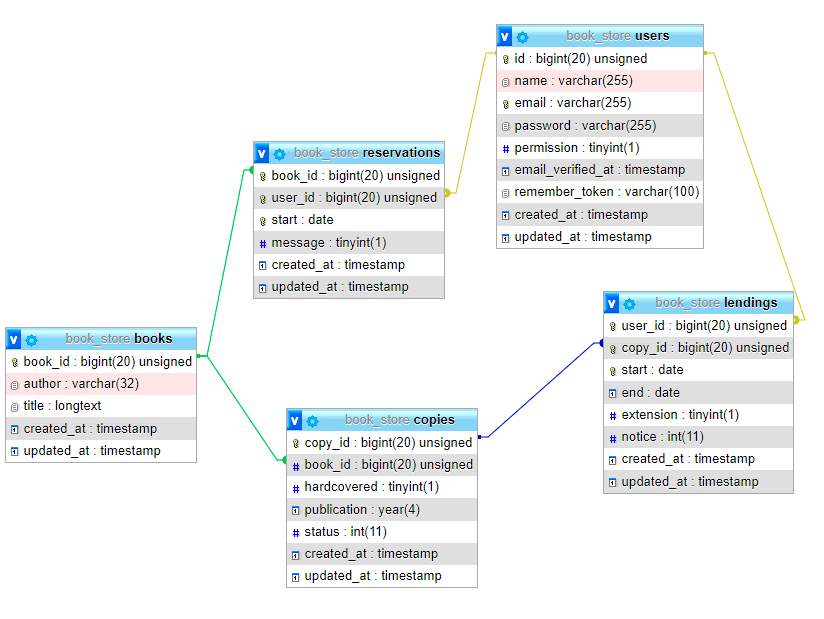 book_store users
id : bigint(20) unsigned
name : varchar(255)
email : varchar(255)
password : varchar(255)
permission : tinyint(1)
email_verified_at : timestamp
remember_token : varchar(100)
created_at : timestamp
updated_at : timestamp
book_store reservations
book_id : bigint(20) unsigned
user_id : bigint(20) unsigned
start : date
message : tinyint(1)
created_at : timestamp
updated_at : timestamp
book_store lendings
user_id : bigint(20) unsigned
copy_id : bigint(20) unsigned
start : date
end : date
extension : tinyint(1)
notice : int(11)
created_at : timestamp
updated_at : timestamp
book_store books
book_id : bigint(20) unsigned
author : varchar(32)
title : longtext
created_at : timestamp
updated_at : timestamp
book_store copies
copy_id : bigint(20) unsigned
book_id : bigint(20) unsigned
hardcovered : tinyint(1)
publication : year(4)
status : int(11)
created_at : timestamp
updated_at : timestamp